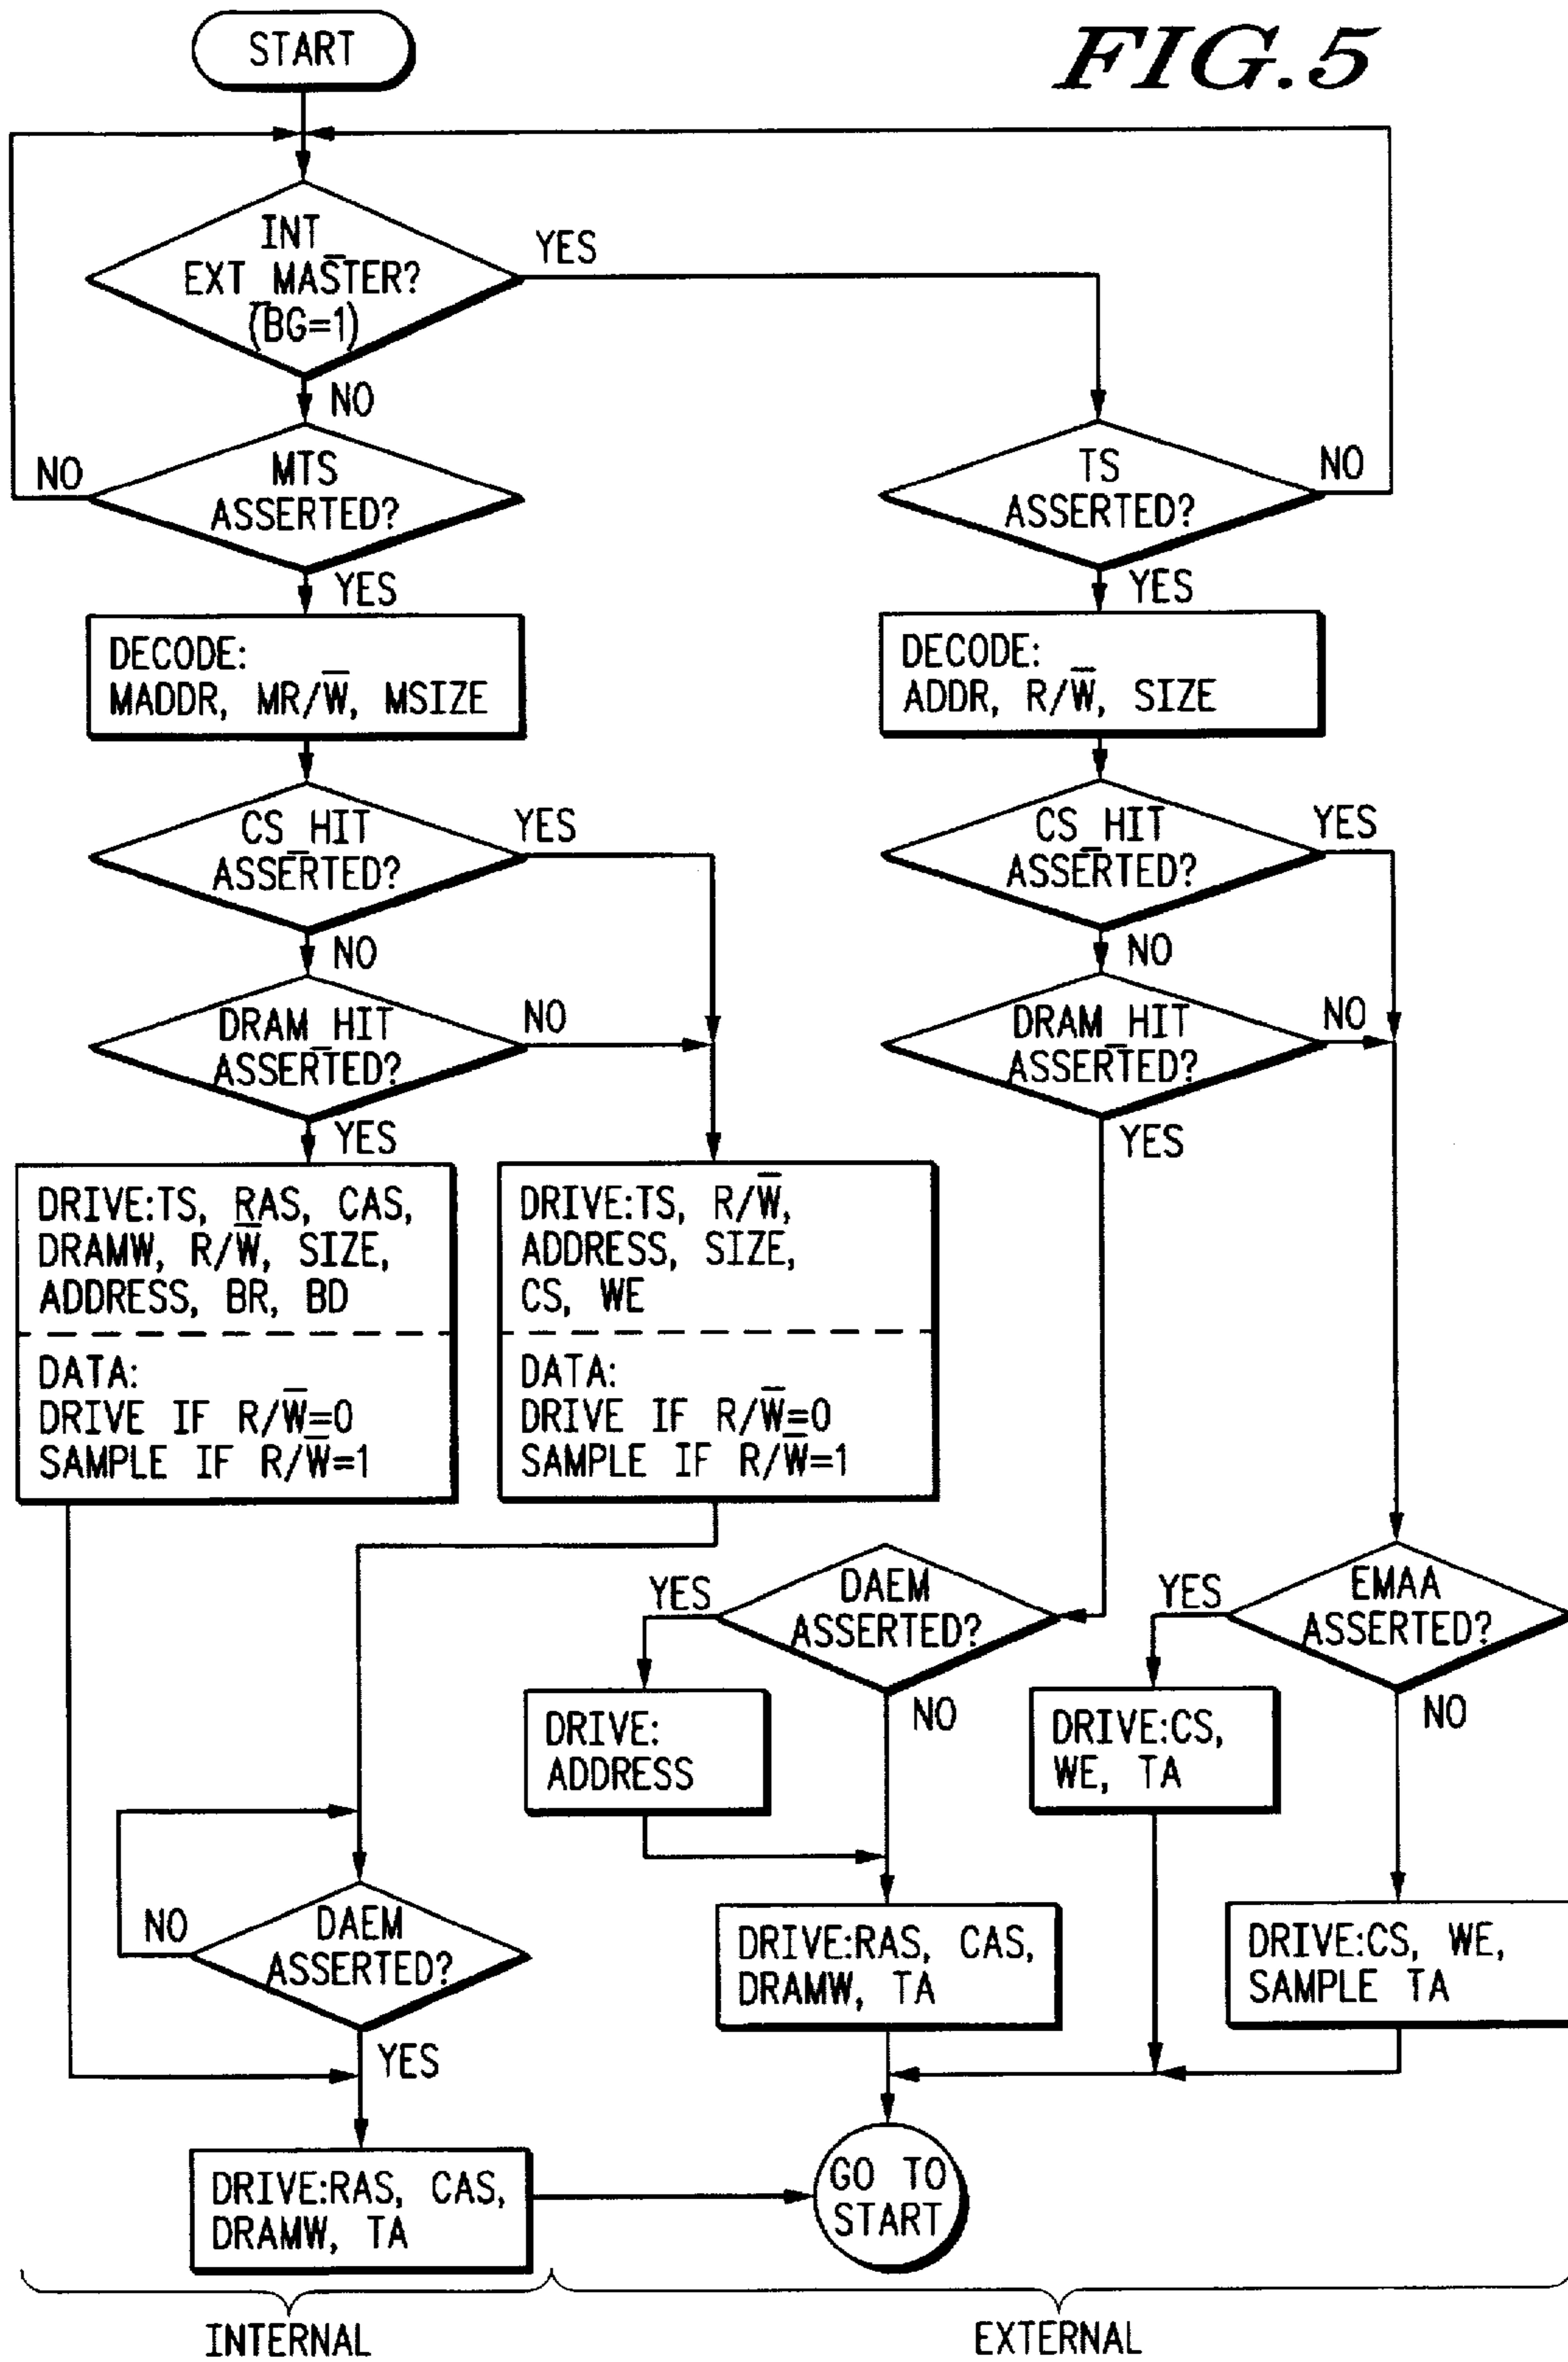 FIG.5
START
INT
EXT MASTER?
(B̅G=1)
YES
NO
MTS
ASSERTED?
NO
YES
TS
ASSERTED?
NO
YES
DECODE:
MADDR, MR/W̅, MSIZE
DECODE:
ADDR, R/W̅, SIZE
CS_HIT
ASSERTED?
YES
NO
CS_HIT
ASSERTED?
YES
NO
DRAM_HIT
ASSERTED?
NO
YES
DRAM_HIT
ASSERTED?
NO
YES
DRIVE:TS, RAS, CAS,
DRAMW, R/W̅, SIZE,
ADDRESS, BR, BD
DATA:
DRIVE IF R/W̅=0
SAMPLE IF R/W̅=1
DRIVE:TS, R/W̅,
ADDRESS, SIZE,
CS, WE
DATA:
DRIVE IF R/W̅=0
SAMPLE IF R/W̅=1
DAEM
ASSERTED?
YES
NO
EMAA
ASSERTED?
YES
NO
DRIVE:
ADDRESS
DRIVE:CS,
WE, TA
DAEM
ASSERTED?
NO
YES
DRIVE:RAS, CAS,
DRAMW, TA
DRIVE:CS, WE,
SAMPLE TA
DRIVE:RAS, CAS,
DRAMW, TA
GO TO
START
INTERNAL
EXTERNAL